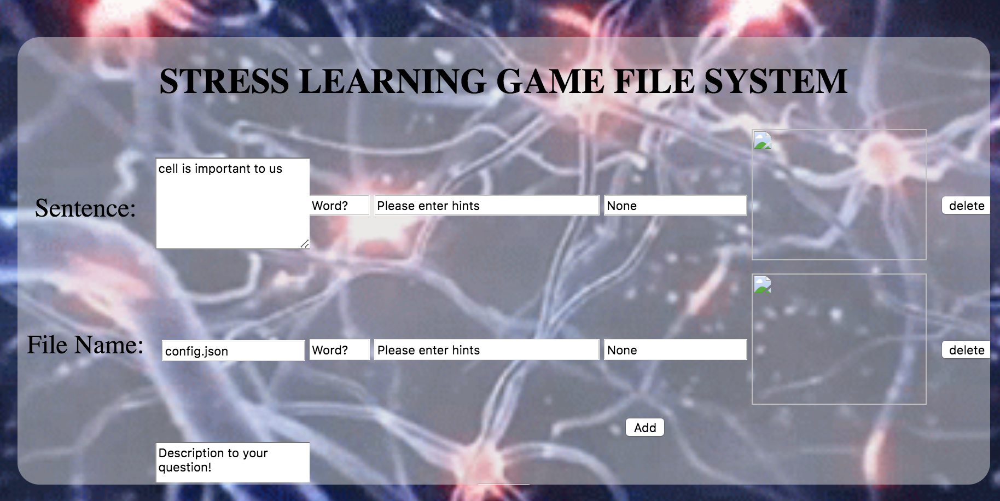 STRESS LEARNING GAME FILE SYSTEM
cell is important to us
Sentence:
Word?
Please enter hints
None
delete
File Name:
config.json
Word?
Please enter hints
None
delete
Add
Description to your
question!